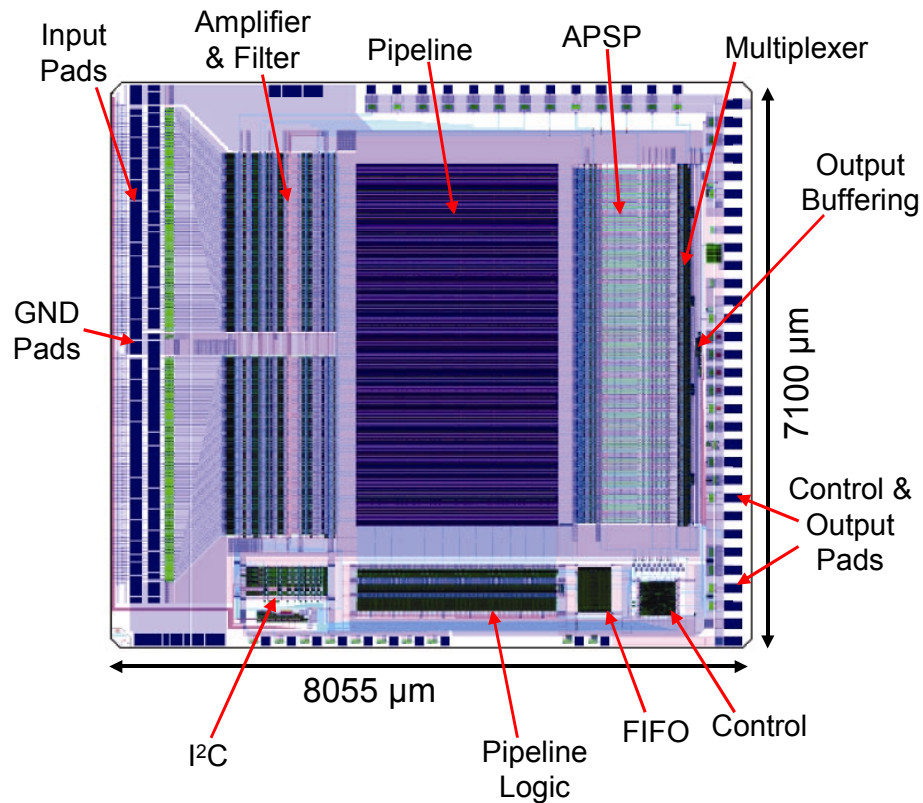 Input
Pads
Amplifier
& Filter
Pipeline
APSP
Multiplexer
Output
Buffering
GND
Pads
7100 µm
Control &
Output
Pads
8055 µm
I²C
Pipeline
Logic
FIFO
Control